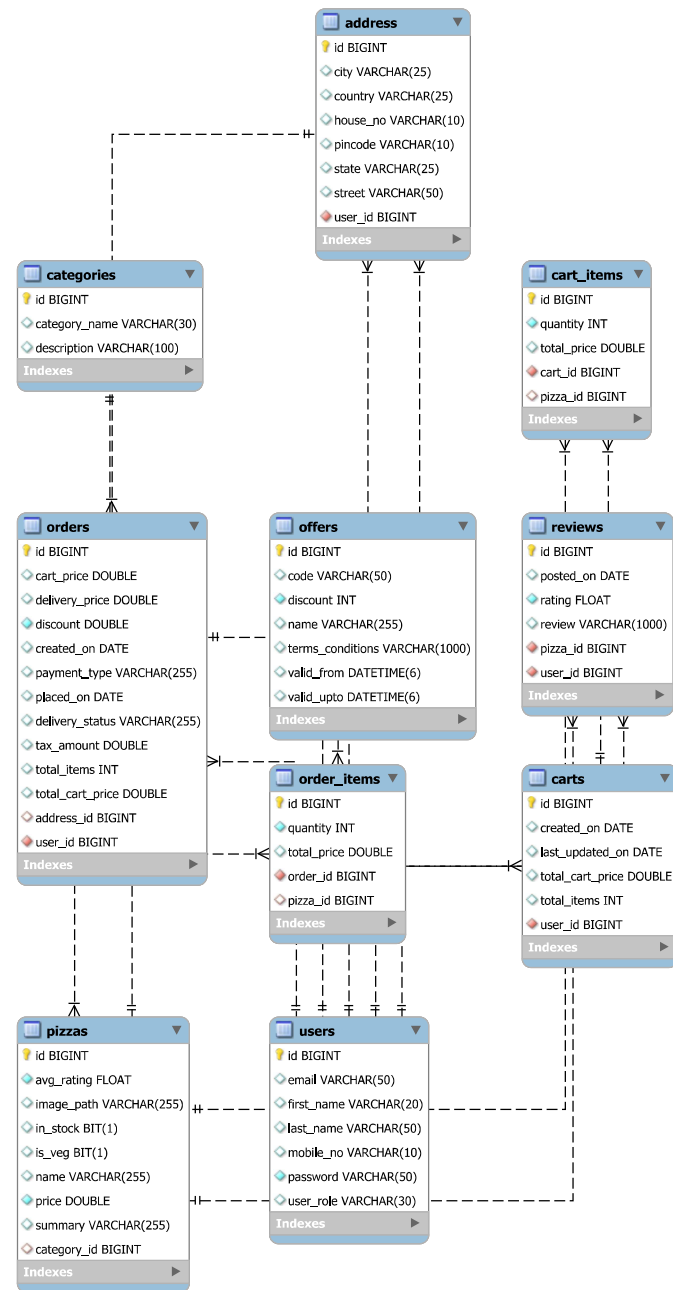 address
id BIGINT
city VARCHAR(25)
country VARCHAR(25)
house_no VARCHAR(10)
pincode VARCHAR(10)
state VARCHAR(25)
street VARCHAR(50)
user_id BIGINT
Indexes
categories
id BIGINT
category_name VARCHAR(30)
description VARCHAR(100)
Indexes
cart_items
id BIGINT
quantity INT
total_price DOUBLE
cart_id BIGINT
pizza_id BIGINT
Indexes
orders
id BIGINT
cart_price DOUBLE
delivery_price DOUBLE
discount DOUBLE
created_on DATE
payment_type VARCHAR(255)
placed_on DATE
delivery_status VARCHAR(255)
tax_amount DOUBLE
total_items INT
total_cart_price DOUBLE
address_id BIGINT
user_id BIGINT
Indexes
offers
id BIGINT
code VARCHAR(50)
discount INT
name VARCHAR(255)
terms_conditions VARCHAR(1000)
valid_from DATETIME(6)
valid_upto DATETIME(6)
Indexes
reviews
id BIGINT
posted_on DATE
rating FLOAT
review VARCHAR(1000)
pizza_id BIGINT
user_id BIGINT
Indexes
order_items
id BIGINT
quantity INT
total_price DOUBLE
order_id BIGINT
pizza_id BIGINT
Indexes
carts
id BIGINT
created_on DATE
last_updated_on DATE
total_cart_price DOUBLE
total_items INT
user_id BIGINT
Indexes
pizzas
id BIGINT
avg_rating FLOAT
image_path VARCHAR(255)
in_stock BIT(1)
is_veg BIT(1)
name VARCHAR(255)
price DOUBLE
summary VARCHAR(255)
category_id BIGINT
Indexes
users
id BIGINT
email VARCHAR(50)
first_name VARCHAR(20)
last_name VARCHAR(50)
mobile_no VARCHAR(10)
password VARCHAR(50)
user_role VARCHAR(30)
Indexes